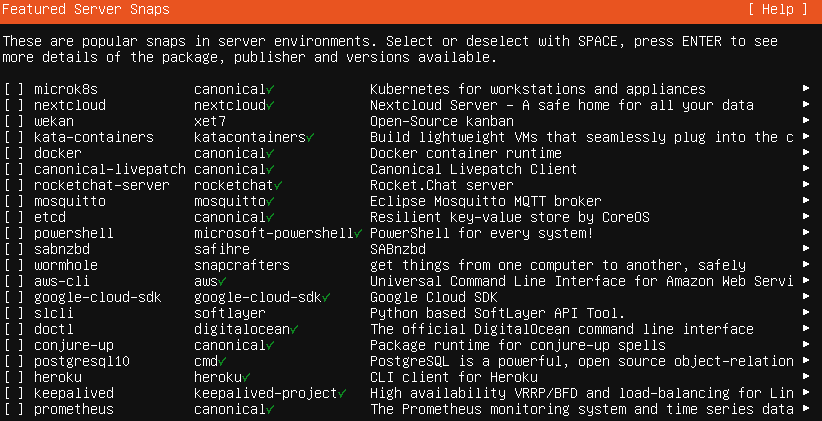 Featured Server Snaps [ Help ]
These are popular snaps in server environments. Select or deselect with SPACE, press ENTER to see
more details of the package, publisher and versions available.
[ ] microk8s canonical✓ Kubernetes for workstations and appliances ▸
[ ] nextcloud nextcloud✓ Nextcloud Server – A safe home for all your data ▸
[ ] wekan xet7 Open-Source kanban ▸
[ ] kata-containers katacontainers✓ Build lightweight VMs that seamlessly plug into the c ▸
[ ] docker canonical✓ Docker container runtime ▸
[ ] canonical-livepatch canonical✓ Canonical Livepatch Client ▸
[ ] rocketchat-server rocketchat✓ Rocket.Chat server ▸
[ ] mosquitto mosquitto✓ Eclipse Mosquitto MQTT broker ▸
[ ] etcd canonical✓ Resilient key-value store by CoreOS ▸
[ ] powershell microsoft-powershell✓ PowerShell for every system! ▸
[ ] sabnzbd safihre SABnzbd ▸
[ ] wormhole snapcrafters get things from one computer to another, safely ▸
[ ] aws-cli aws✓ Universal Command Line Interface for Amazon Web Servi ▸
[ ] google-cloud-sdk google-cloud-sdk✓ Google Cloud SDK ▸
[ ] slcli softlayer Python based SoftLayer API Tool. ▸
[ ] doctl digitalocean✓ The official DigitalOcean command line interface ▸
[ ] conjure-up canonical✓ Package runtime for conjure-up spells ▸
[ ] postgresql10 cmd✓ PostgreSQL is a powerful, open source object-relation ▸
[ ] heroku heroku✓ CLI client for Heroku ▸
[ ] keepalived keepalived-project✓ High availability VRRP/BFD and load-balancing for Lin ▸
[ ] prometheus canonical✓ The Prometheus monitoring system and time series data ▸